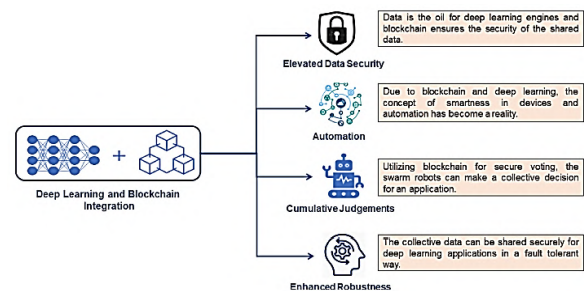 Data is the oil for deep learning engines and
blockchain ensures the security of the shared
data.
Elevated Data Security
Due to blockchain and deep learning, the
concept of smartness in devices and
automation has become a reality.
Automation
+
Deep Learning and Blockchain
Integration
Utilizing blockchain for secure voting, the
swarm robots can make a collective decision
for an application.
Cumulative Judgements
The collective data can be shared securely for
deep learning applications in a fault tolerant
way.
Enhanced Robustness